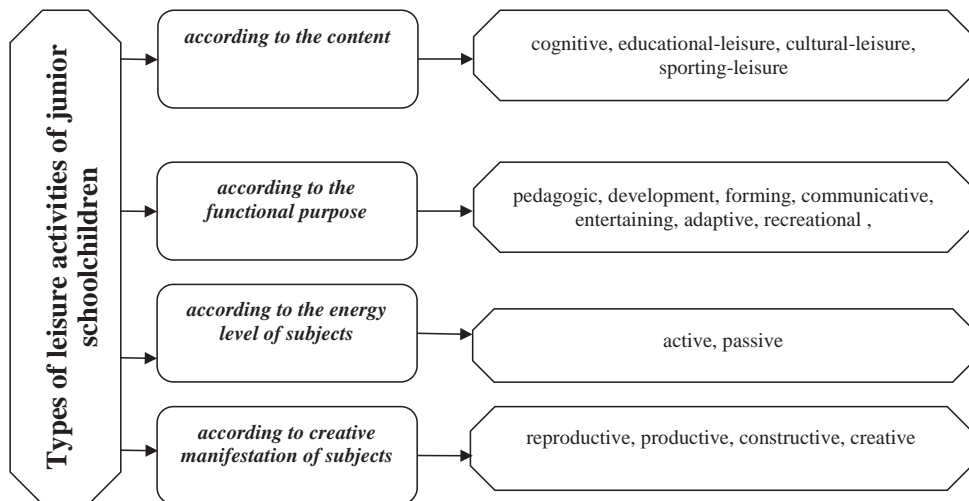 Types of leisure activities of junior
schoolchildren
according to the content
cognitive, educational-leisure, cultural-leisure,
sporting-leisure
according to the
functional purpose
pedagogic, development, forming, communicative,
entertaining, adaptive, recreational ,
according to the energy
level of subjects
active, passive
according to creative
manifestation of subjects
reproductive, productive, constructive, creative